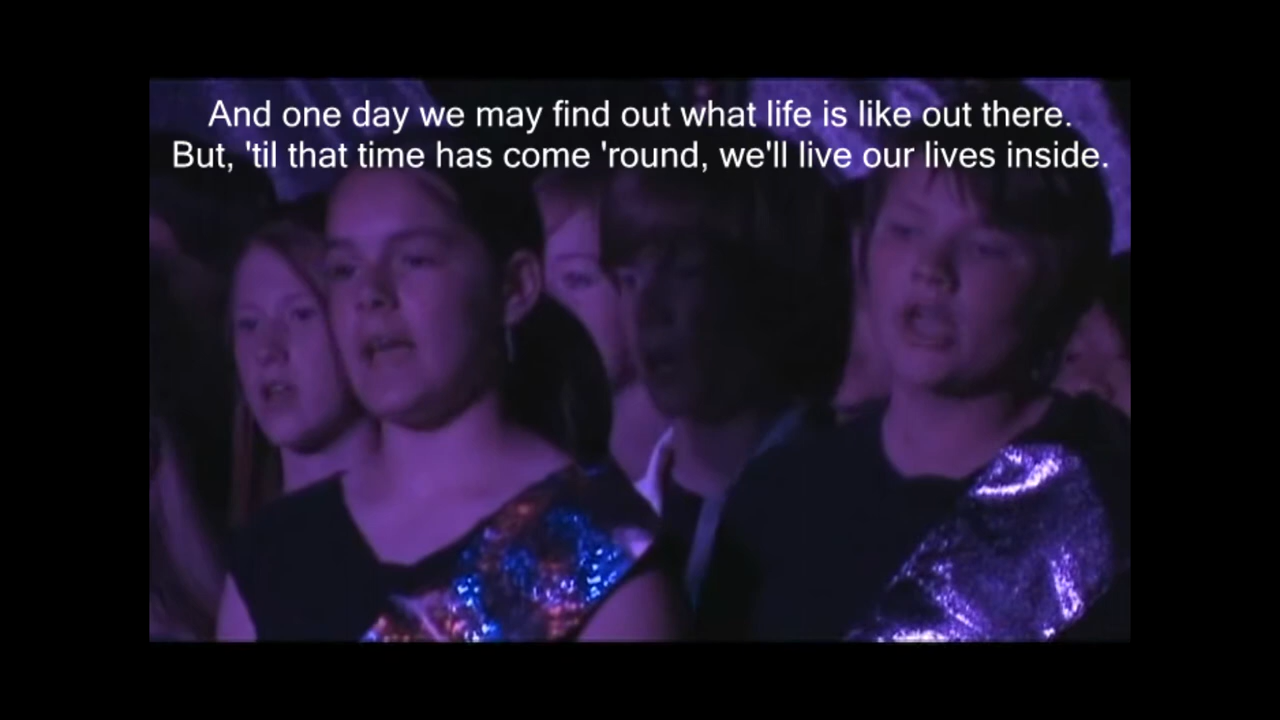 And one day we may find out what life is like out there.
But, 'til that time has come 'round, we'll live our lives inside.